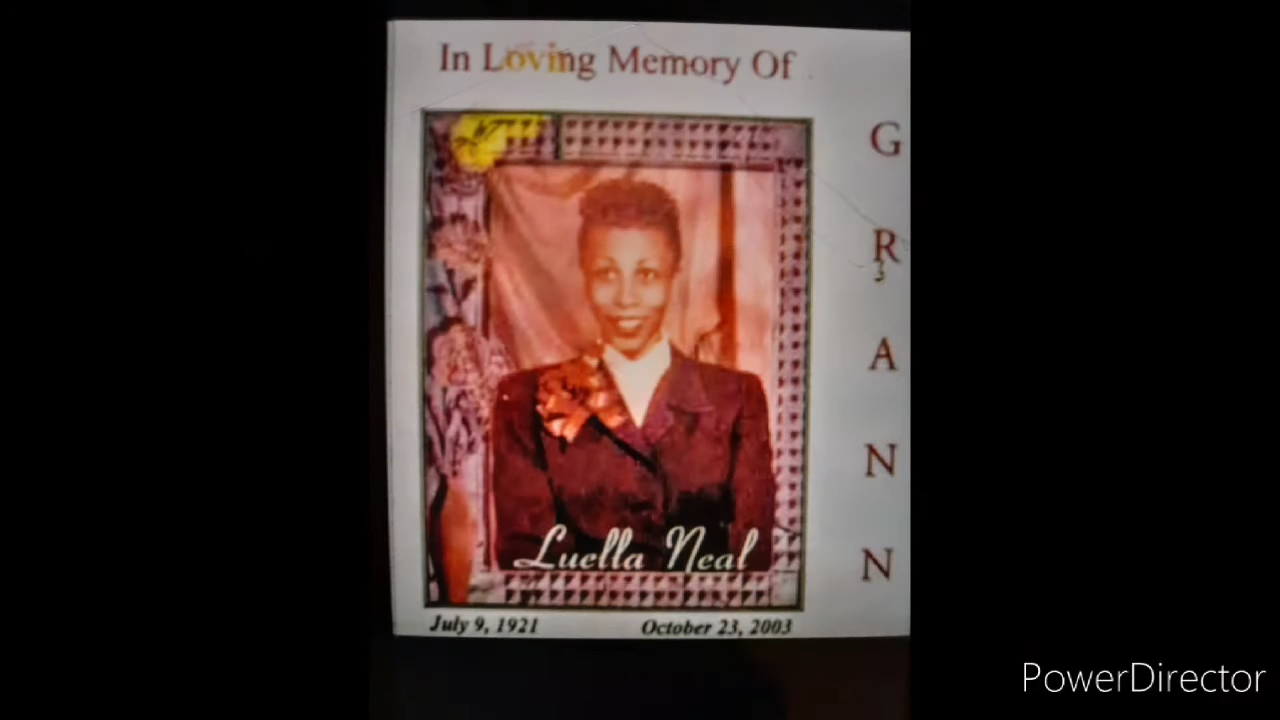 In Loving Memory Of
G
R
A
N
N
Luella Neal
July 9, 1921 October 23, 2003
PowerDirector